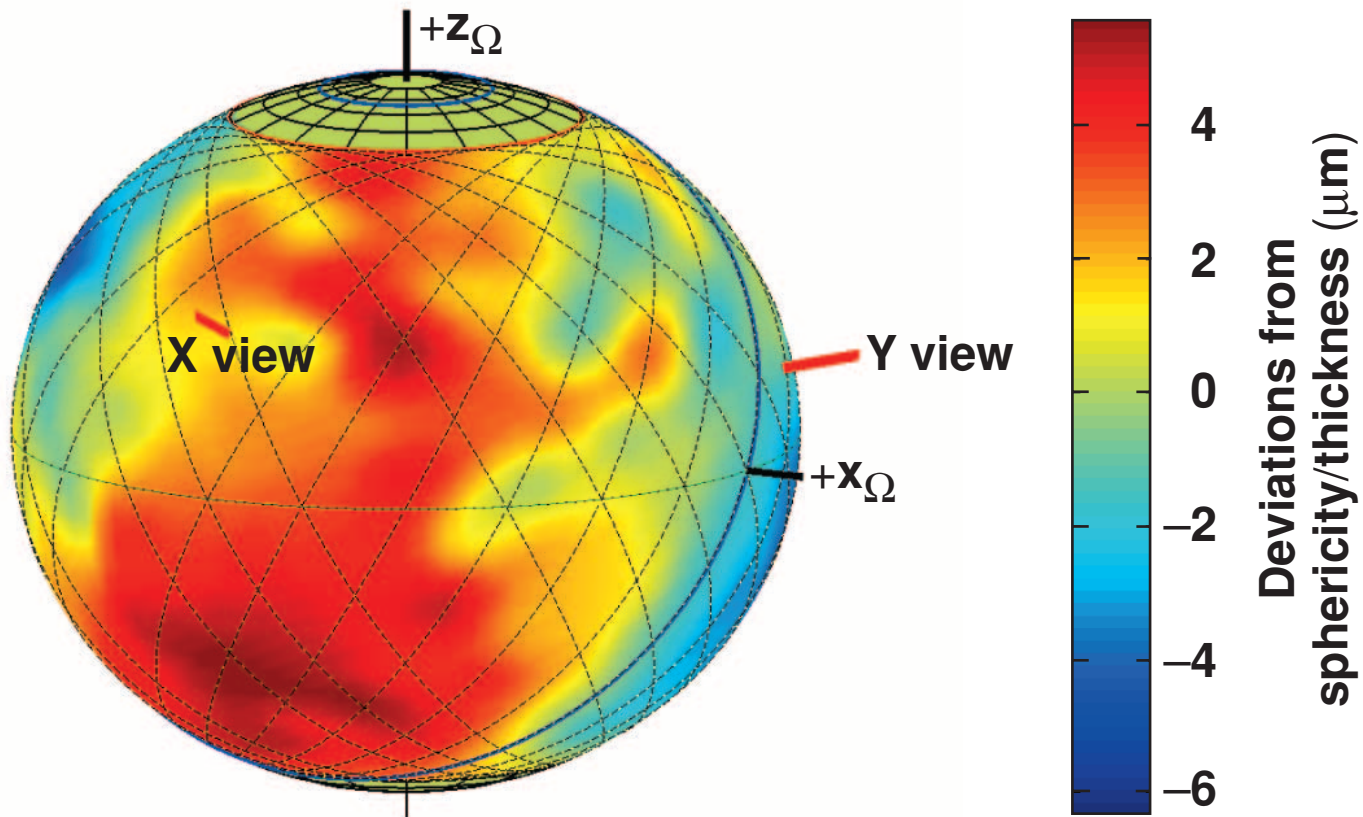 +zΩ
X view
Y view
+xΩ
4
2
0
–2
–4
–6
Deviations from
sphericity/thickness (μm)